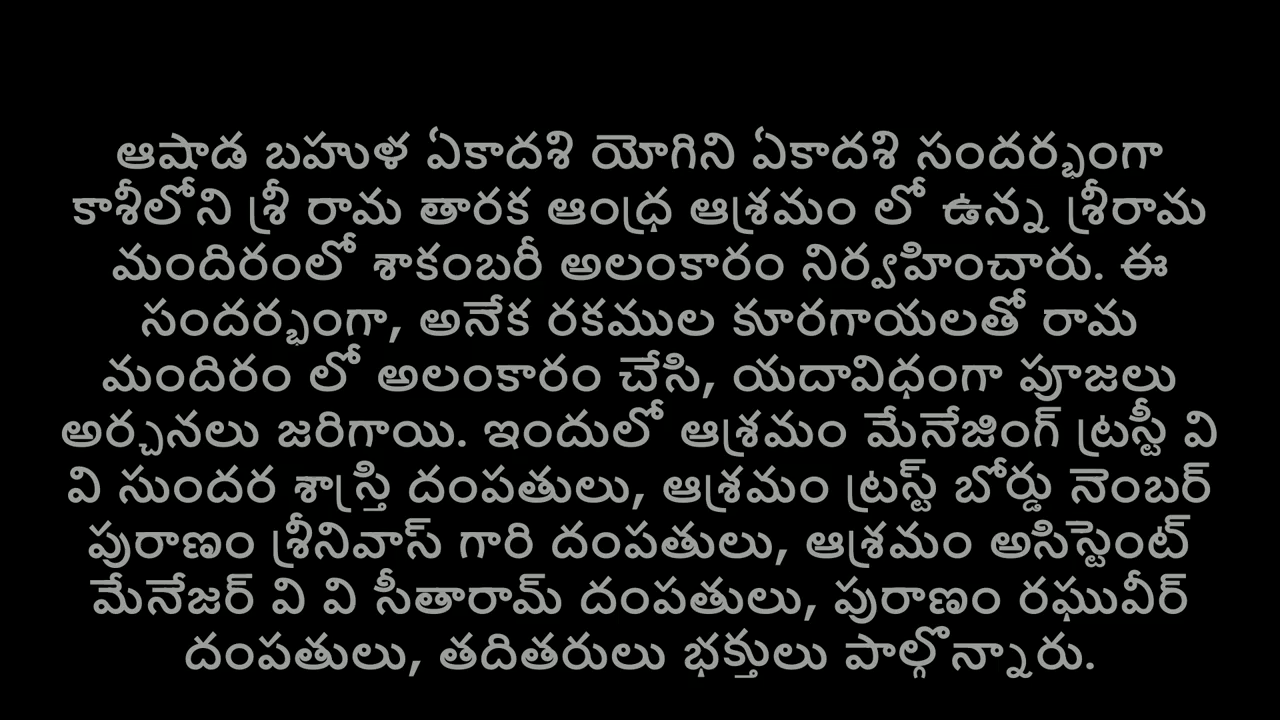 ఆషాడ బహుళ ఏకాదశి యోగిని ఏకాదశి సందర్భంగా
కాశీలోని శ్రీ రామ తారక ఆంధ్ర ఆశ్రమం లో ఉన్న శ్రీరామ
మందిరంలో శాకంబరీ అలంకారం నిర్వహించారు. ఈ
సందర్భంగా, అనేక రకముల కూరగాయలతో రామ
మందిరం లో అలంకారం చేసి, యదావిధంగా పూజలు
అర్చనలు జరిగాయి. ఇందులో ఆశ్రమం మేనేజింగ్ ట్రస్టీ వి
వి సుందర శాస్త్రి దంపతులు, ఆశ్రమం ట్రస్ట్ బోర్డు నెంబర్
పురాణం శ్రీనివాస్ గారి దంపతులు, ఆశ్రమం అసిస్టెంట్
మేనేజర్ వి వి సీతారామ్ దంపతులు, పురాణం రఘువీర్
దంపతులు, తదితరులు భక్తులు పాల్గొన్నారు.